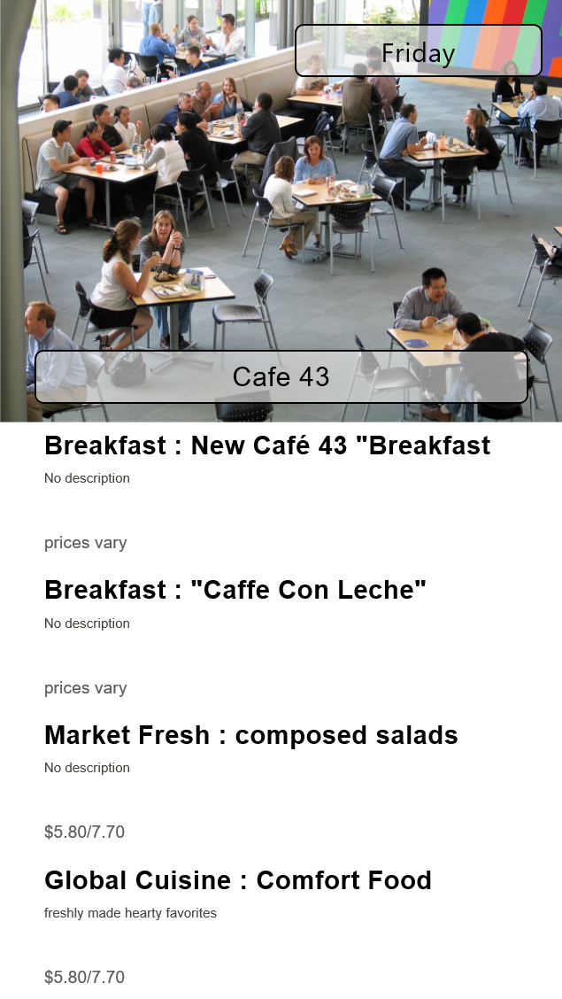 Friday
Cafe 43
Breakfast : New Café 43 "Breakfast
No description
prices vary
Breakfast : "Caffe Con Leche"
No description
prices vary
Market Fresh : composed salads
No description
$5.80/7.70
Global Cuisine : Comfort Food
freshly made hearty favorites
$5.80/7.70